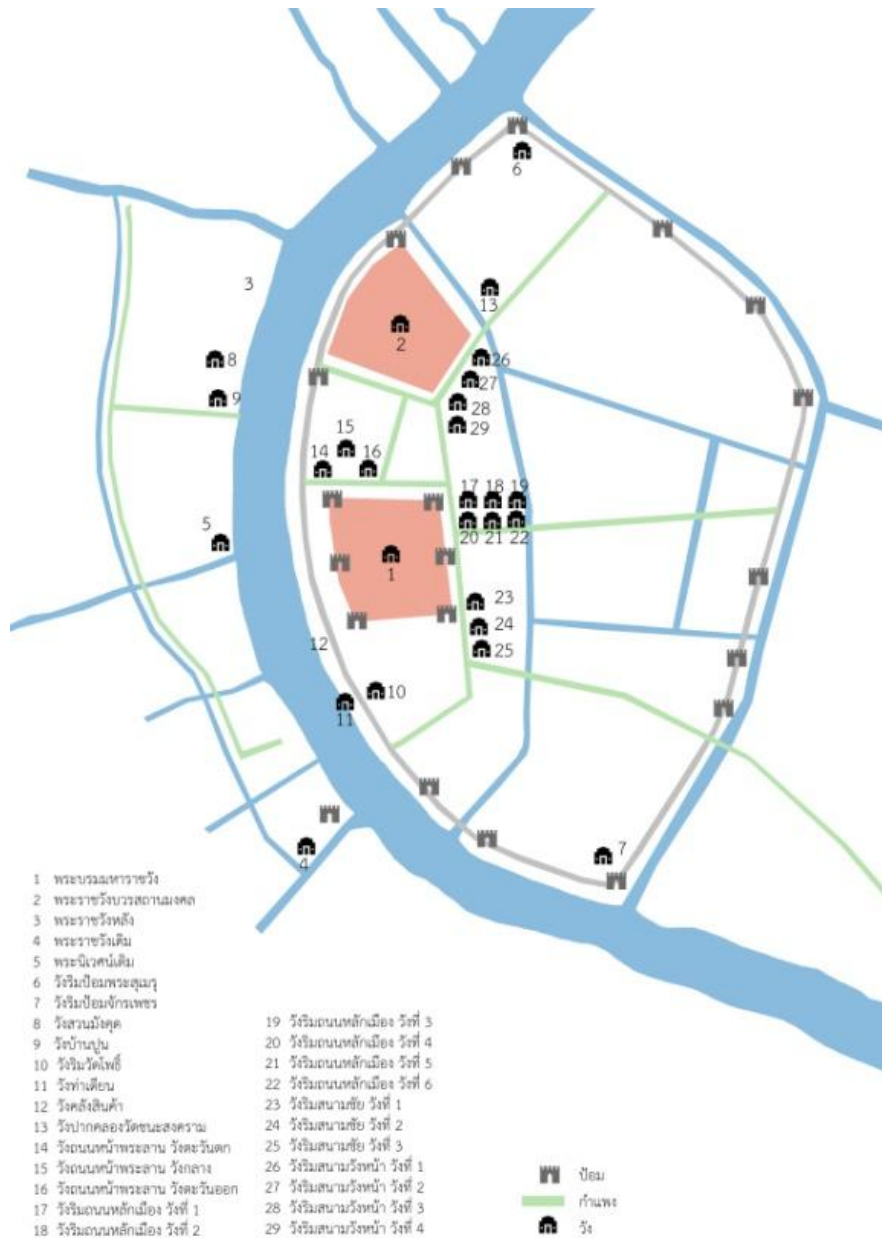 6
3
13
2
8
26
27
9
28
15
29
14
16
17
18
19
5
20
21
22
1
23
12
24
25
10
11
7
4
1 พระบรมมหาราชวัง
2 พระราชวังบวรสถานมงคล
3 พระราชวังหลัง
4 พระราชวังเดิม
5 พระนิเวศน์เดิม
6 วังริมป้อมพระสุเมรุ
7 วังริมป้อมจักรเพชร
8 วังสวนมังคุด
9 วังบ้านปูน
10 วังริมวัดโพธิ์
11 วังท่าเตียน
12 วังคลังสินค้า
13 วังปากคลองวัดชนะสงคราม
14 วังถนนหน้าพระลาน วังตะวันตก
15 วังถนนหน้าพระลาน วังกลาง
16 วังถนนหน้าพระลาน วังตะวันออก
17 วังริมถนนหลักเมือง วังที่ 1
18 วังริมถนนหลักเมือง วังที่ 2
19 วังริมถนนหลักเมือง วังที่ 3
20 วังริมถนนหลักเมือง วังที่ 4
21 วังริมถนนหลักเมือง วังที่ 5
22 วังริมถนนหลักเมือง วังที่ 6
23 วังริมสนามชัย วังที่ 1
24 วังริมสนามชัย วังที่ 2
25 วังริมสนามชัย วังที่ 3
26 วังริมสนามวังหน้า วังที่ 1
27 วังริมสนามวังหน้า วังที่ 2
28 วังริมสนามวังหน้า วังที่ 3
29 วังริมสนามวังหน้า วังที่ 4
ป้อม
กำแพง
วัง